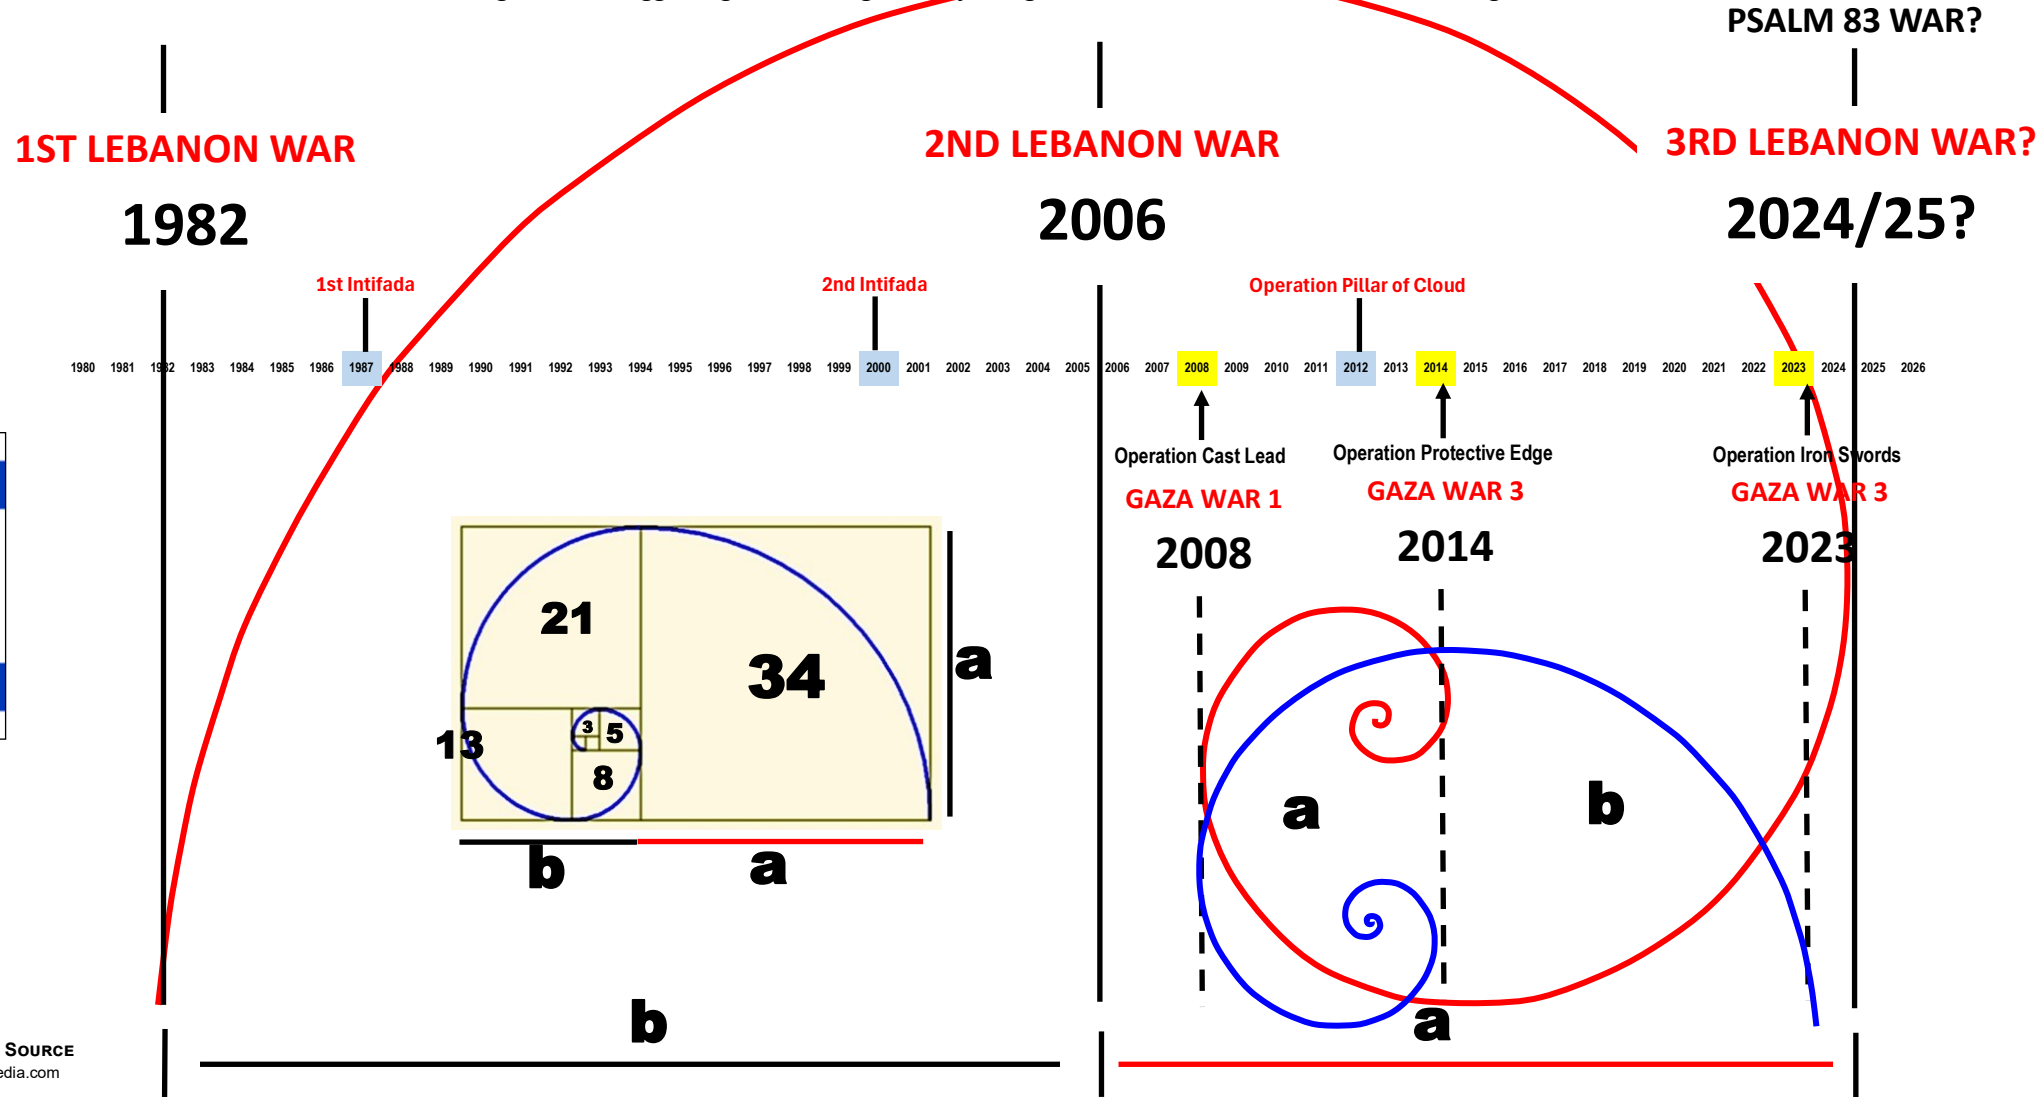 PSALM 83 WAR?
1ST LEBANON WAR
2ND LEBANON WAR
3RD LEBANON WAR?
1982
2006
2024/25?
1st Intifada
2nd Intifada
Operation Pillar of Cloud
1980 1981 1982 1983 1984 1985 1986 1987 1988 1989 1990 1991 1992 1993 1994 1995 1996 1997 1998 1999 2000 2001 2002 2003 2004 2005 2006 2007 2008 2009 2010 2011 2012 2013 2014 2015 2016 2017 2018 2019 2020 2021 2022 2023 2024 2025 2026
Operation Cast Lead
Operation Protective Edge
Operation Iron Swords
GAZA WAR 1
GAZA WAR 3
GAZA WAR 3
2008
2014
2023
21
34
a
13
3
5
8
b
a
a
b
b
a
SOURCE
edia.com